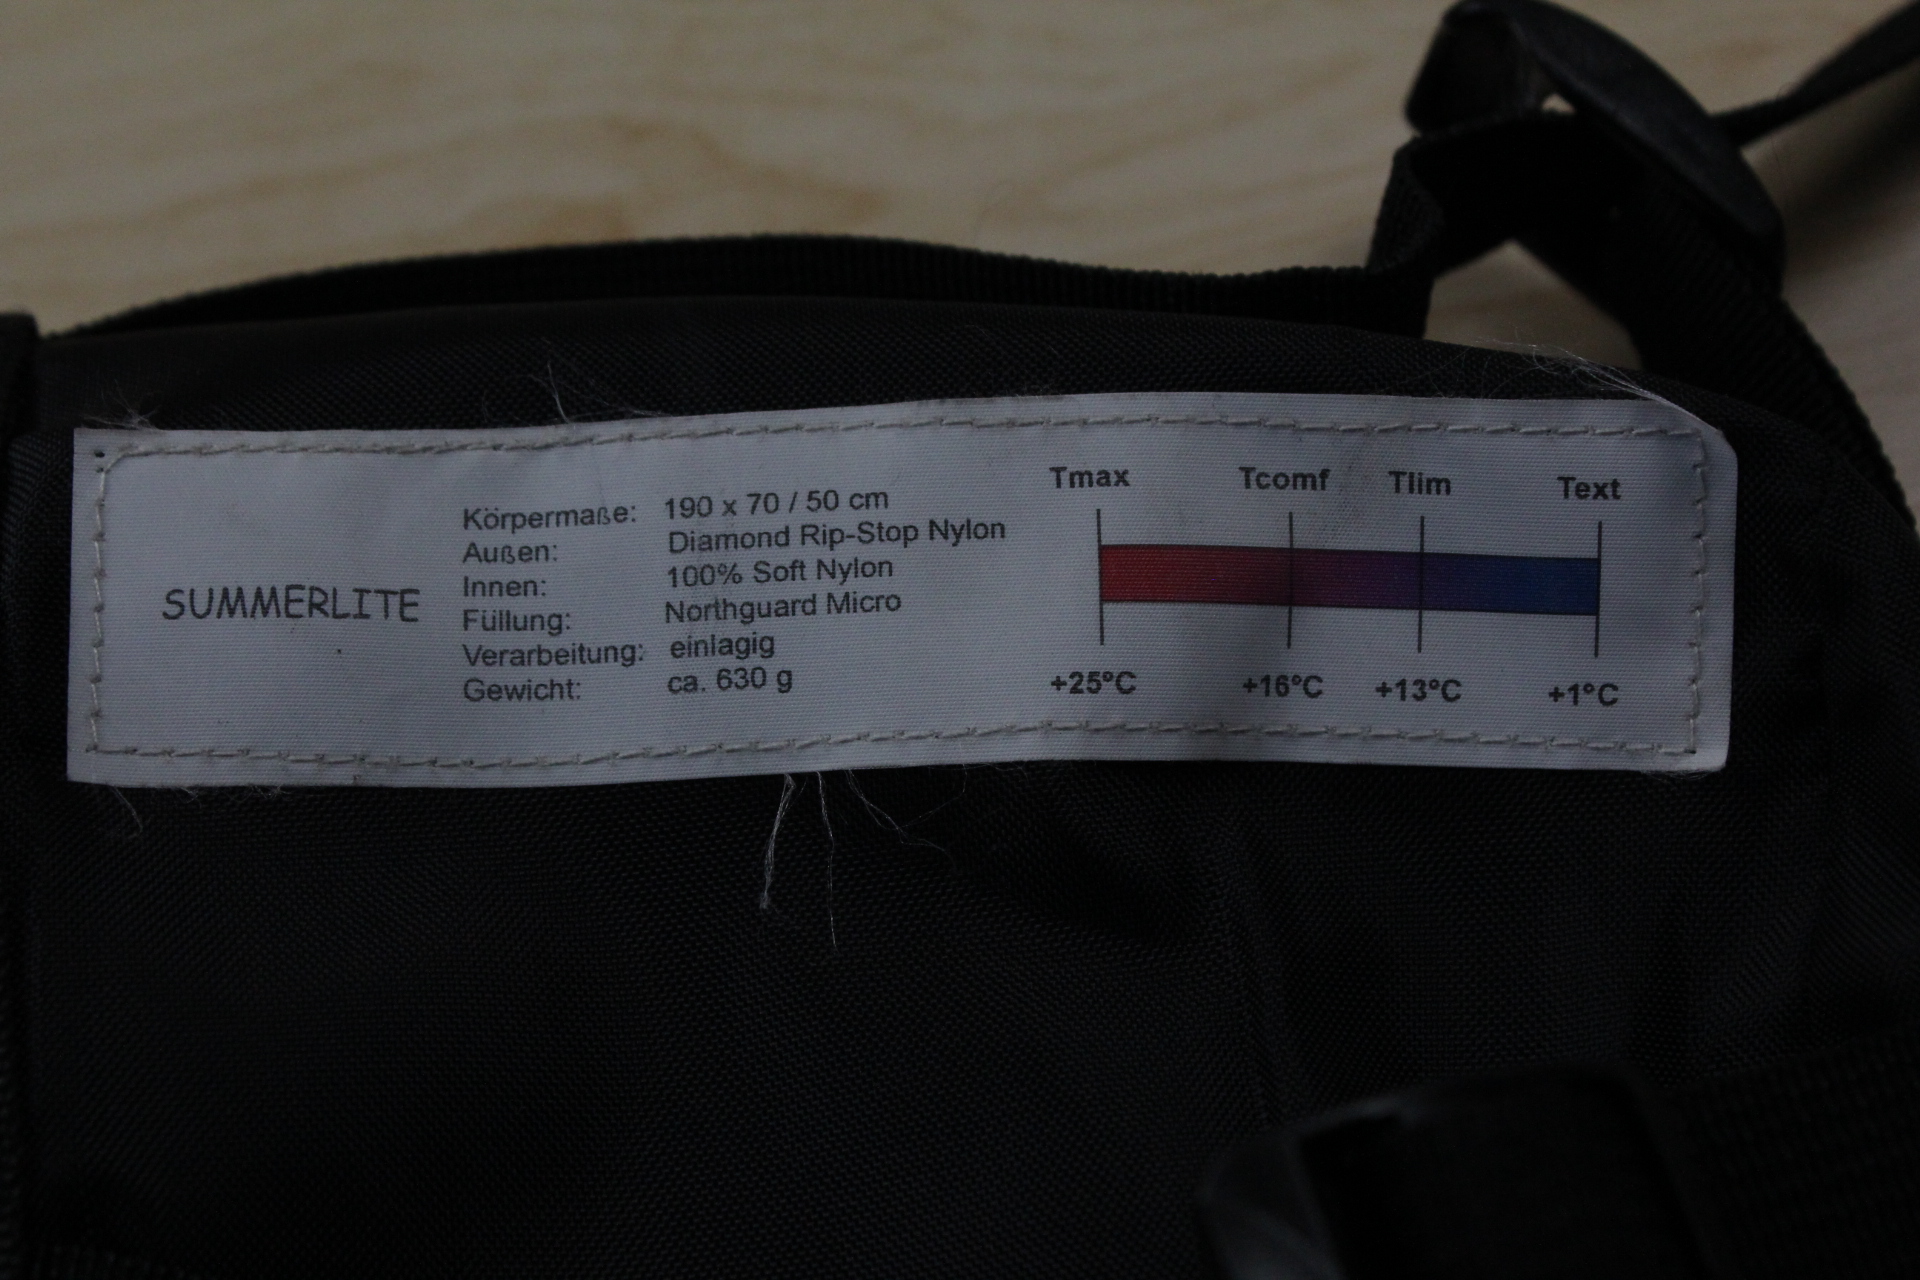 SUMMERLITE
Körpermaße: 190 x 70 / 50 cm
Außen: Diamond Rip-Stop Nylon
Innen: 100% Soft Nylon
Füllung: Northguard Micro
Verarbeitung: einlagig
Gewicht: ca. 630 g
Tmax Tcomf Tlim Text
+25°C +16°C +13°C +1°C